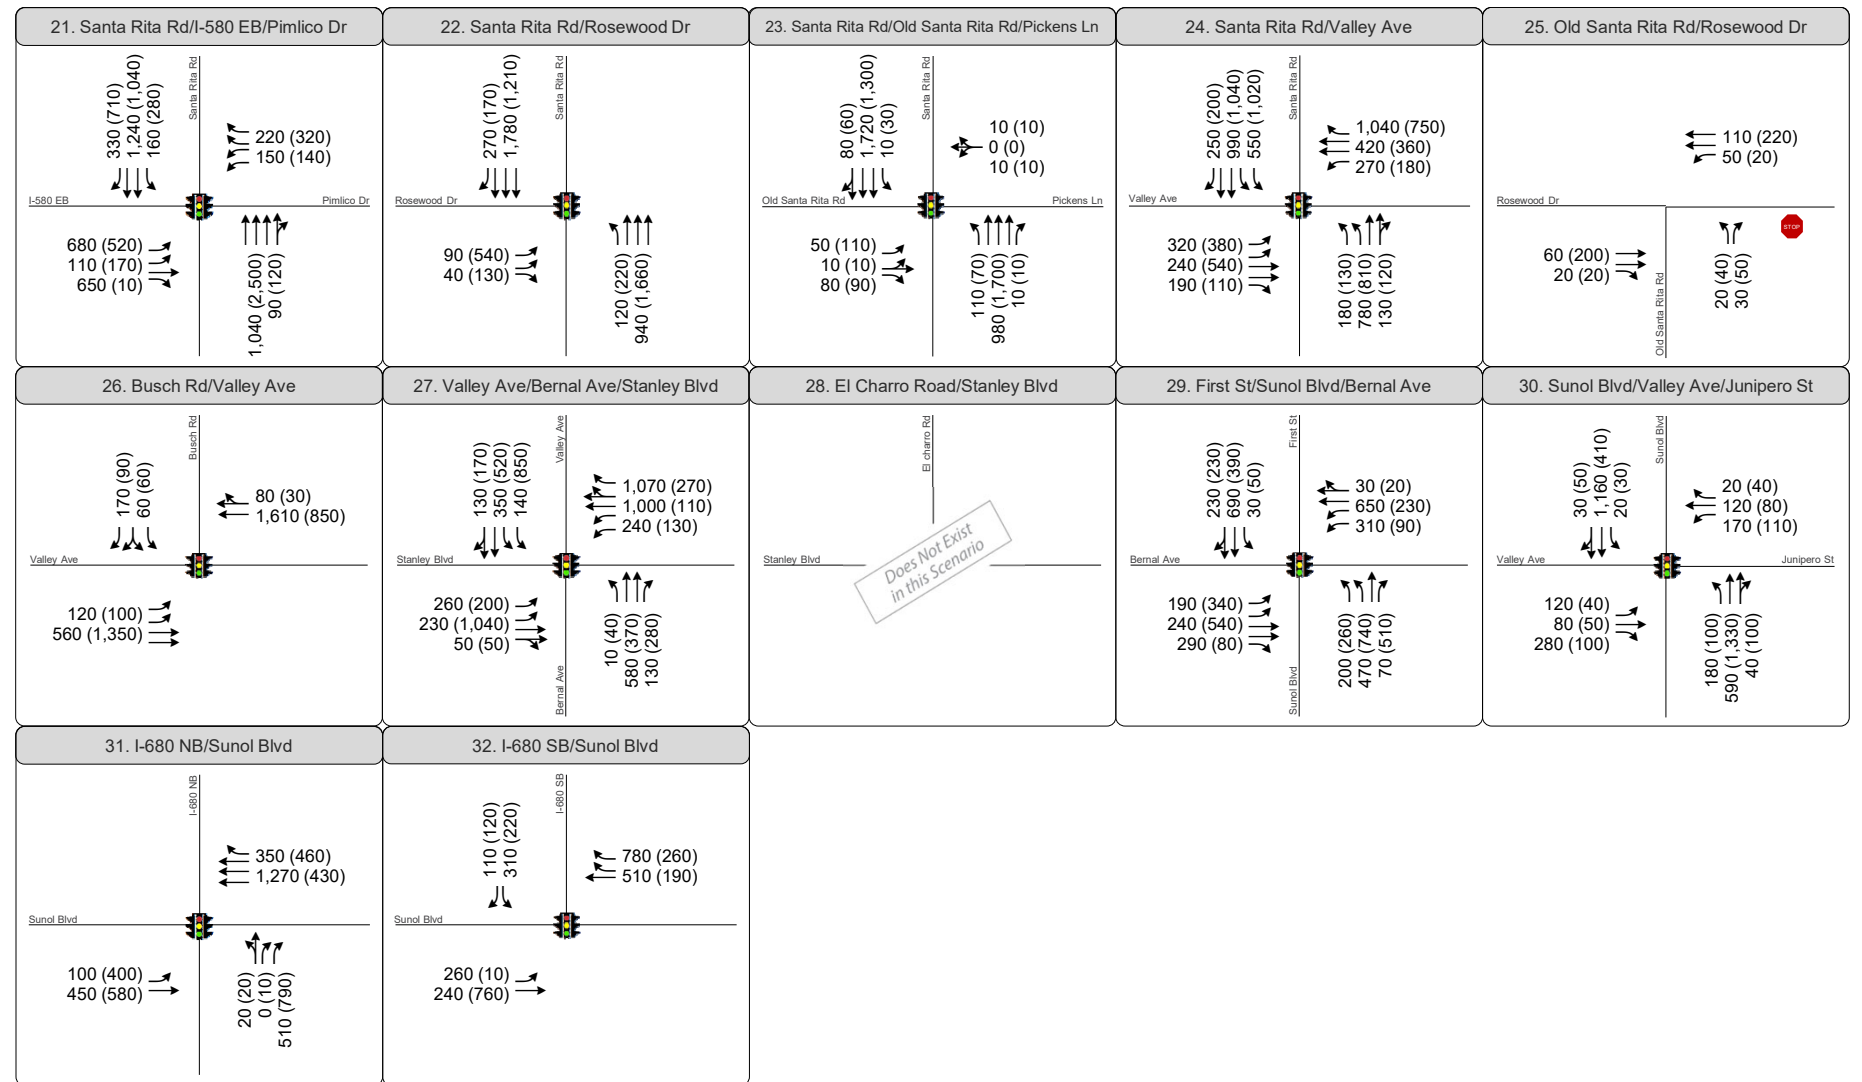 21. Santa Rita Rd/I-580 EB/Pimlico Dr
330 (710)
1,240 (1,040)
160 (280)
Santa Rita Rd
220 (320)
150 (140)
I-580 EB
Pimlico Dr
680 (520)
110 (170)
650 (10)
1,040 (2,500)
90 (120)
22. Santa Rita Rd/Rosewood Dr
270 (170)
1,780 (1,210)
Santa Rita Rd
Rosewood Dr
90 (540)
40 (130)
120 (220)
940 (1,660)
23. Santa Rita Rd/Old Santa Rita Rd/Pickens Ln
80 (60)
1,720 (1,300)
10 (30)
Santa Rita Rd
10 (10)
0 (0)
10 (10)
Old Santa Rita Rd
Pickens Ln
50 (110)
10 (10)
80 (90)
110 (70)
980 (1,700)
10 (10)
24. Santa Rita Rd/Valley Ave
250 (200)
990 (1,040)
550 (1,020)
Santa Rita Rd
1,040 (750)
420 (360)
270 (180)
Valley Ave
320 (380)
240 (540)
190 (110)
180 (130)
780 (810)
130 (120)
25. Old Santa Rita Rd/Rosewood Dr
110 (220)
50 (20)
Rosewood Dr
STOP
60 (200)
20 (20)
Old Santa Rita Rd
20 (40)
30 (50)
26. Busch Rd/Valley Ave
170 (90)
60 (60)
Busch Rd
80 (30)
1,610 (850)
Valley Ave
120 (100)
560 (1,350)
27. Valley Ave/Bernal Ave/Stanley Blvd
130 (170)
350 (520)
140 (850)
Valley Ave
1,070 (270)
1,000 (110)
240 (130)
Stanley Blvd
260 (200)
230 (1,040)
50 (50)
Bernal Ave
10 (40)
580 (370)
130 (280)
28. El Charro Road/Stanley Blvd
El charro Rd
Stanley Blvd
Does Not Exist
in this Scenario
29. First St/Sunol Blvd/Bernal Ave
230 (230)
690 (390)
30 (50)
First St
30 (20)
650 (230)
310 (90)
Bernal Ave
190 (340)
240 (540)
290 (80)
Sunol Blvd
200 (260)
470 (740)
70 (510)
30. Sunol Blvd/Valley Ave/Junipero St
30 (50)
1,160 (410)
20 (30)
Sunol Blvd
20 (40)
120 (80)
170 (110)
Valley Ave
Junipero St
120 (40)
80 (50)
280 (100)
180 (100)
590 (1,330)
40 (100)
31. I-680 NB/Sunol Blvd
I-680 NB
350 (460)
1,270 (430)
Sunol Blvd
100 (400)
450 (580)
20 (20)
0 (10)
510 (790)
32. I-680 SB/Sunol Blvd
110 (120)
310 (220)
I-680 SB
780 (260)
510 (190)
Sunol Blvd
260 (10)
240 (760)